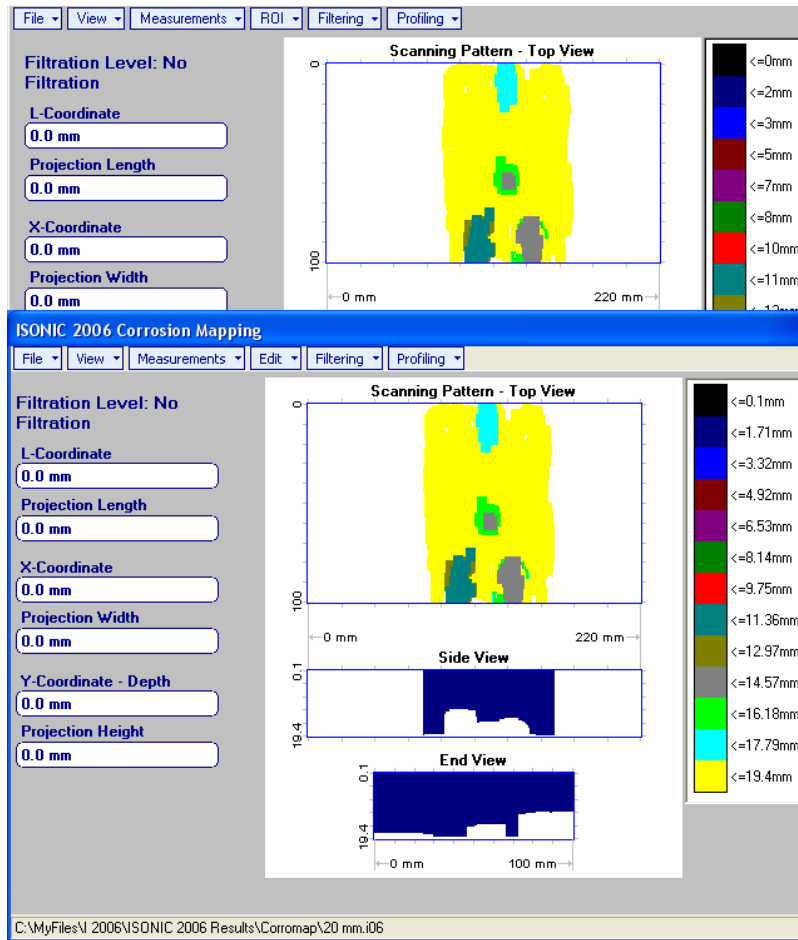 File View Measurements ROI Filtering Profiling
Scanning Pattern - Top View
Filtration Level: No
Filtration
L-Coordinate
0.0 mm
Projection Length
0.0 mm
X-Coordinate
0.0 mm
Projection Width
0.0 mm
0
100
0 mm 220 mm
<=0mm
<=2mm
<=3mm
<=5mm
<=7mm
<=8mm
<=10mm
<=11mm
<=12mm
ISONIC 2006 Corrosion Mapping
File View Measurements Edit Filtering Profiling
Scanning Pattern - Top View
Filtration Level: No
Filtration
L-Coordinate
0.0 mm
Projection Length
0.0 mm
X-Coordinate
0.0 mm
Projection Width
0.0 mm
Y-Coordinate - Depth
0.0 mm
Projection Height
0.0 mm
0
100
0 mm 220 mm
Side View
0.1
19.4
End View
0.1
19.4
0 mm 100 mm
<=0.1mm
<=1.71mm
<=3.32mm
<=4.92mm
<=6.53mm
<=8.14mm
<=9.75mm
<=11.36mm
<=12.97mm
<=14.57mm
<=16.18mm
<=17.79mm
<=19.4mm
C:\MyFiles\I 2006\ISONIC 2006 Results\Corromap\20 mm.i06